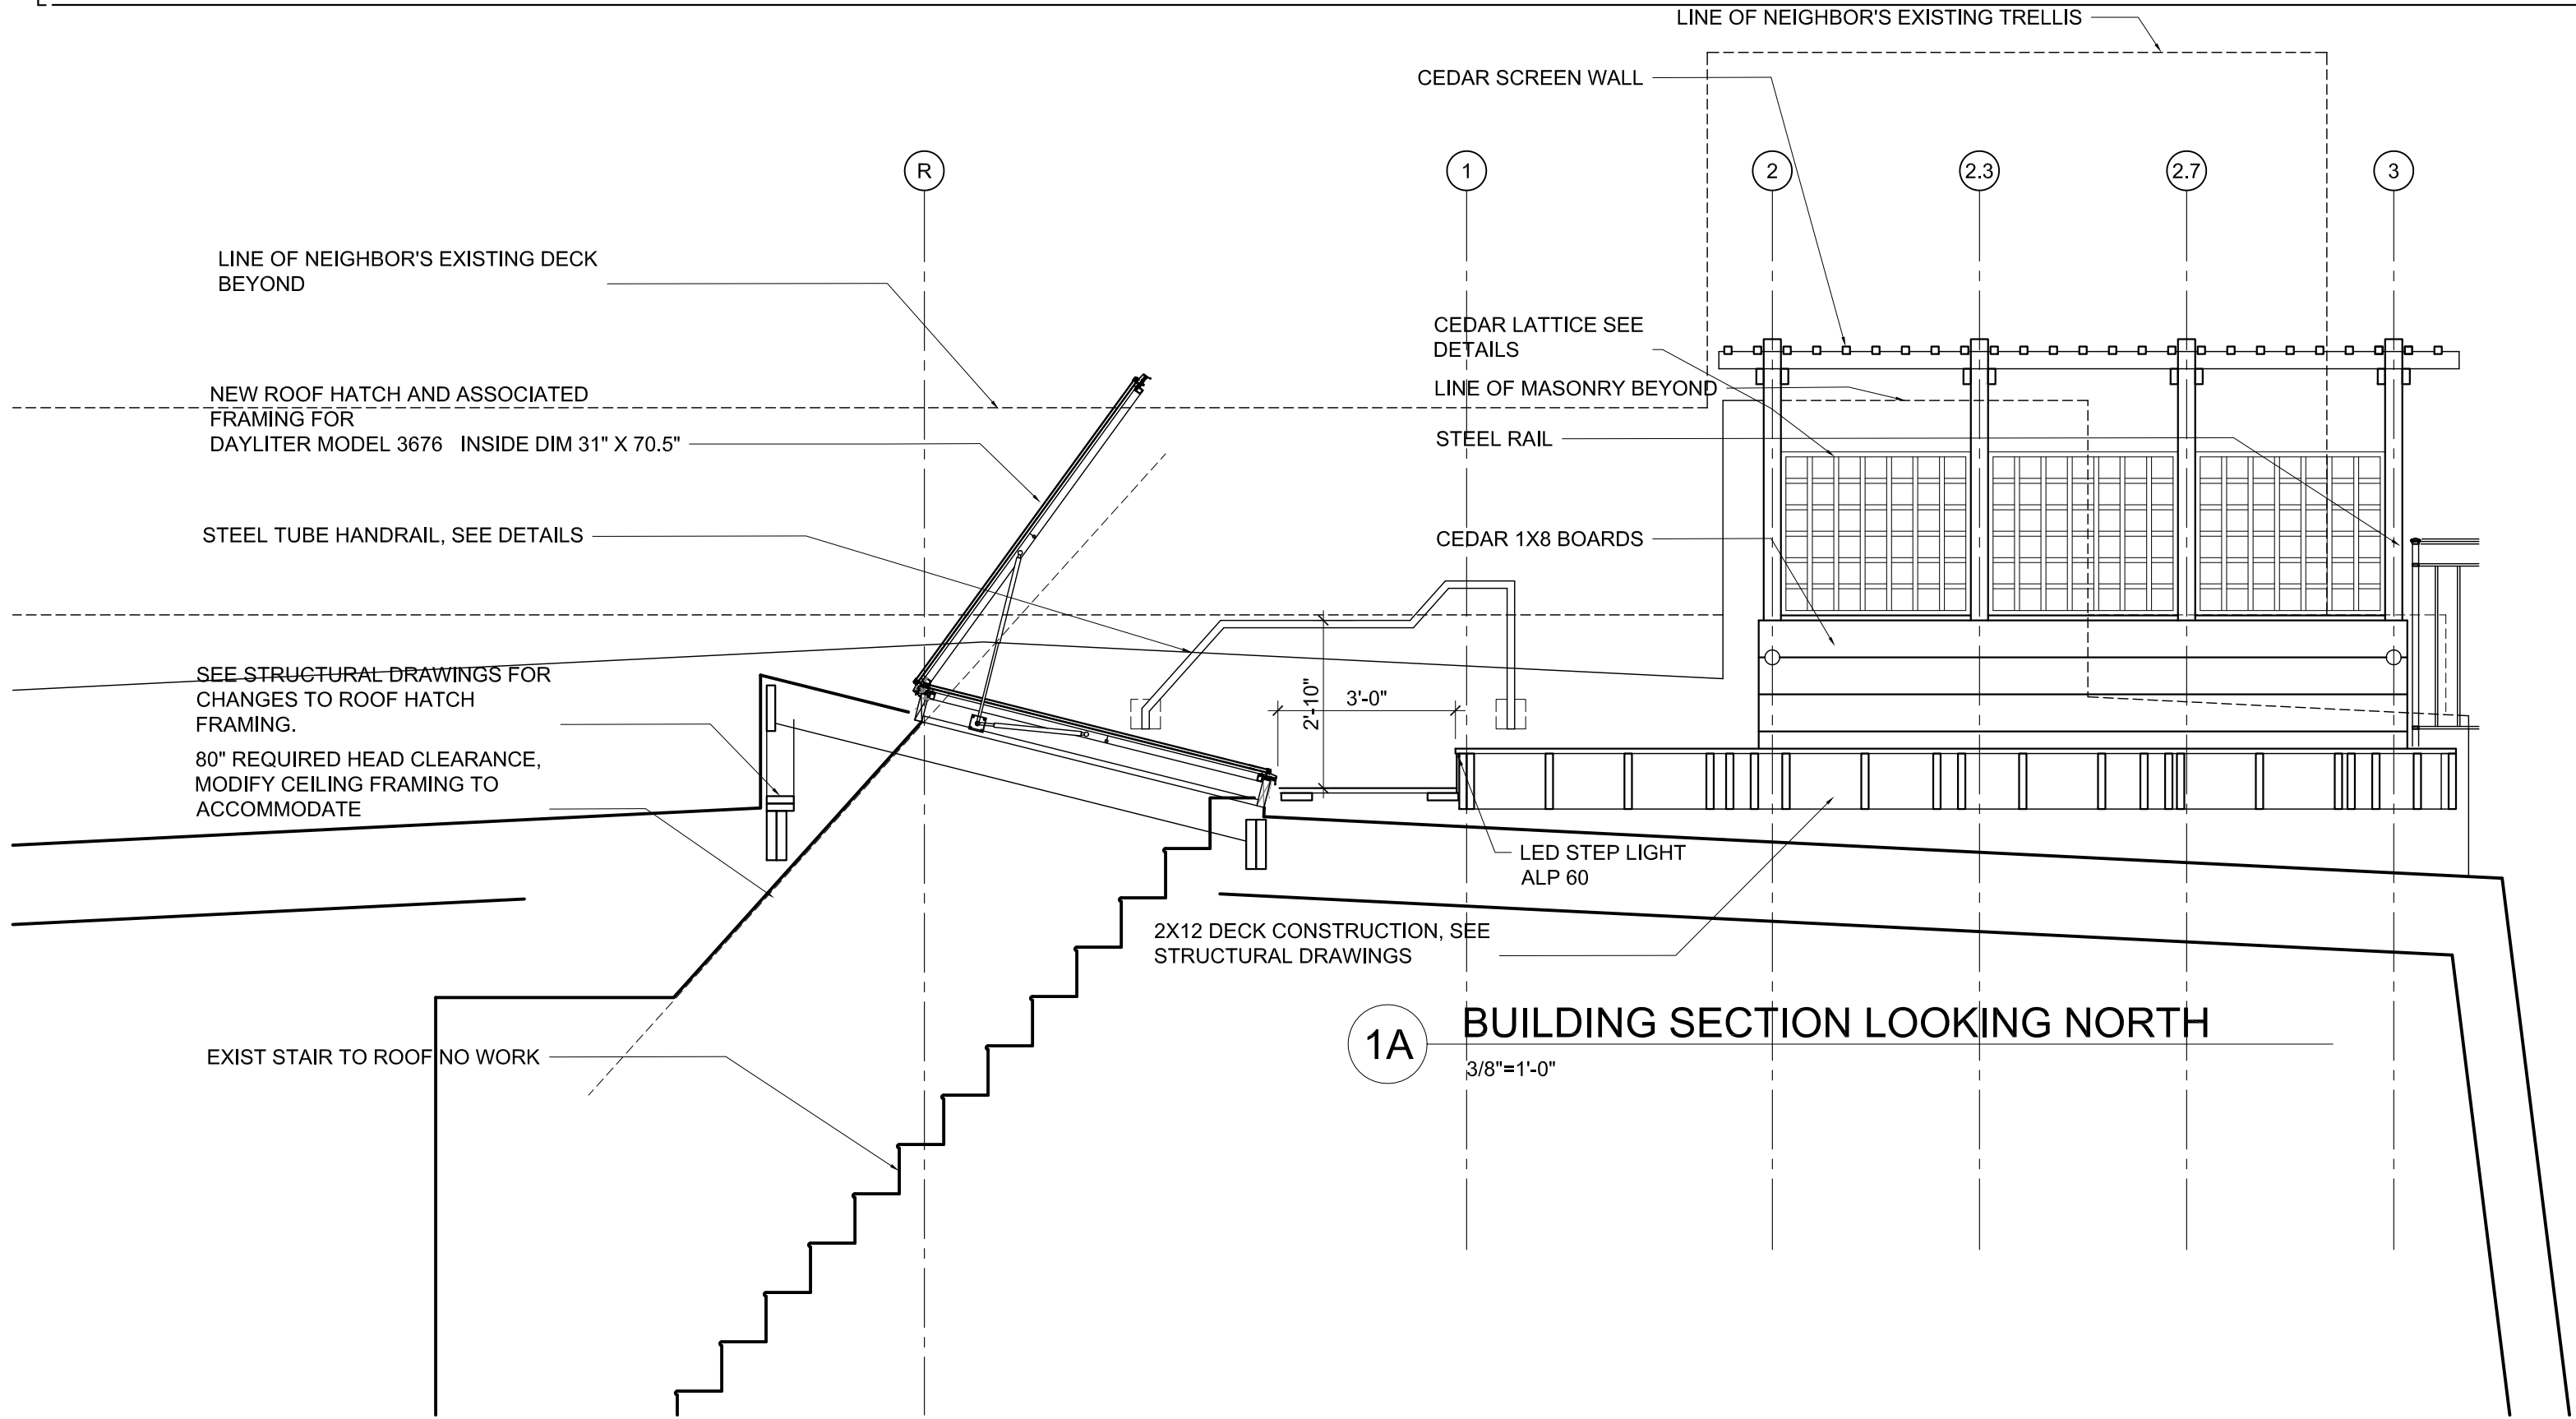 LINE OF NEIGHBOR'S EXISTING TRELLIS
CEDAR SCREEN WALL
R
1
2
2.3
2.7
3
LINE OF NEIGHBOR'S EXISTING DECK
BEYOND
CEDAR LATTICE SEE
DETAILS
NEW ROOF HATCH AND ASSOCIATED
FRAMING FOR
DAYLITER MODEL 3676 INSIDE DIM 31" X 70.5"
LINE OF MASONRY BEYOND
STEEL RAIL
STEEL TUBE HANDRAIL, SEE DETAILS
CEDAR 1X8 BOARDS
SEE STRUCTURAL DRAWINGS FOR
CHANGES TO ROOF HATCH
FRAMING.
2'-10"
3'-0"
80" REQUIRED HEAD CLEARANCE,
MODIFY CEILING FRAMING TO
ACCOMMODATE
LED STEP LIGHT
ALP 60
2X12 DECK CONSTRUCTION, SEE
STRUCTURAL DRAWINGS
EXIST STAIR TO ROOF NO WORK
1A
BUILDING SECTION LOOKING NORTH
3/8"=1'-0"